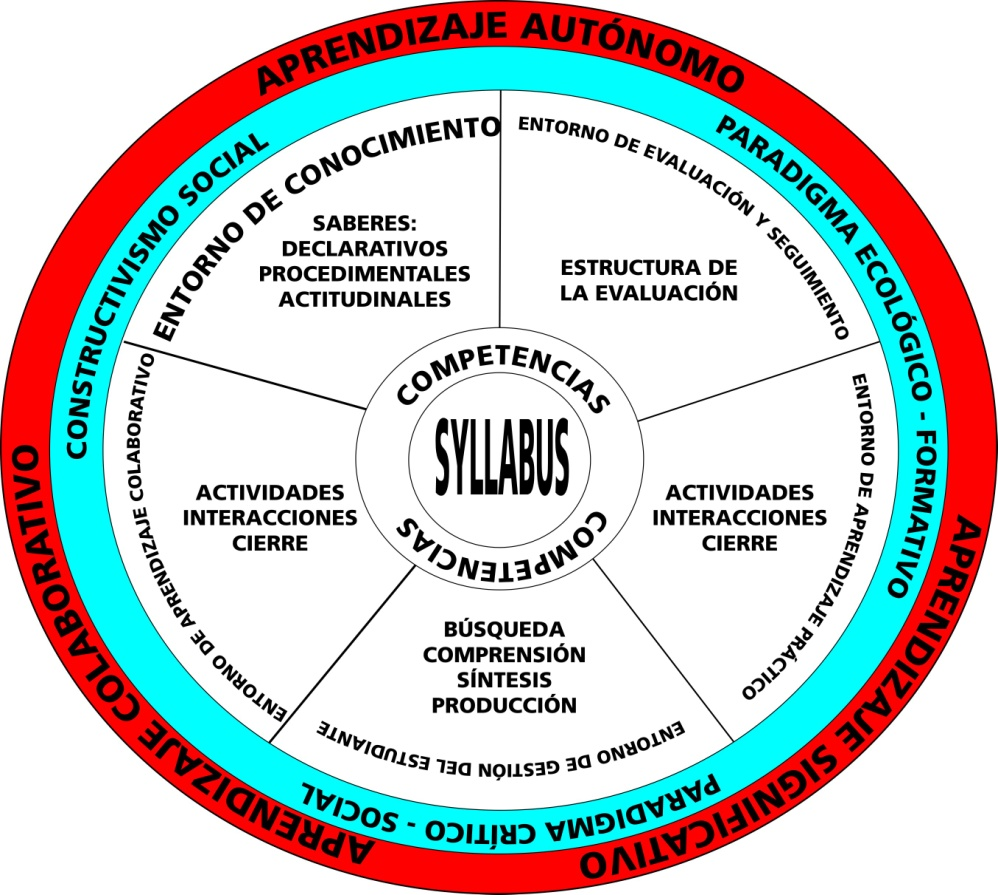 APRENDIZAJE AUTÓNOMO
APRENDIZAJE SIGNIFICATIVO
APRENDIZAJE COLABORATIVO
CONSTRUCTIVISMO SOCIAL
PARADIGMA ECOLÓGICO - FORMATIVO
PARADIGMA CRÍTICO - SOCIAL
ENTORNO DE CONOCIMIENTO
SABERES:
DECLARATIVOS
PROCEDIMENTALES
ACTITUDINALES
ENTORNO DE EVALUACIÓN Y SEGUIMIENTO
ESTRUCTURA DE
LA EVALUACIÓN
ENTORNO DE APRENDIZAJE COLABORATIVO
ACTIVIDADES
INTERACCIONES
CIERRE
COMPETENCIAS
SYLLABUS
COMPETENCIAS
ENTORNO DE APRENDIZAJE PRÁCTICO
ACTIVIDADES
INTERACCIONES
CIERRE
BÚSQUEDA
COMPRENSIÓN
SÍNTESIS
PRODUCCIÓN
ENTORNO DE GESTIÓN DEL ESTUDIANTE